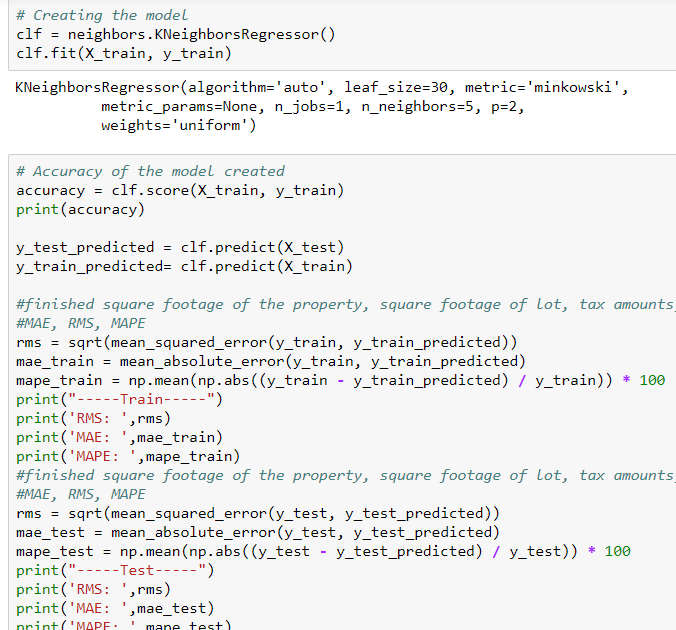 # Creating the model
clf = neighbors.KNeighborsRegressor()
clf.fit(X_train, y_train)
KNeighborsRegressor(algorithm='auto', leaf_size=30, metric='minkowski',
metric_params=None, n_jobs=1, n_neighbors=5, p=2,
weights='uniform')
# Accuracy of the model created
accuracy = clf.score(X_train, y_train)
print(accuracy)
y_test_predicted = clf.predict(X_test)
y_train_predicted= clf.predict(X_train)
#finished square footage of the property, square footage of lot, tax amounts,
#MAE, RMS, MAPE
rms = sqrt(mean_squared_error(y_train, y_train_predicted))
mae_train = mean_absolute_error(y_train, y_train_predicted)
mape_train = np.mean(np.abs((y_train - y_train_predicted) / y_train)) * 100
print("-----Train-----")
print('RMS: ',rms)
print('MAE: ',mae_train)
print('MAPE: ',mape_train)
#finished square footage of the property, square footage of lot, tax amounts,
#MAE, RMS, MAPE
rms = sqrt(mean_squared_error(y_test, y_test_predicted))
mae_test = mean_absolute_error(y_test, y_test_predicted)
mape_test = np.mean(np.abs((y_test - y_test_predicted) / y_test)) * 100
print("-----Test-----")
print('RMS: ',rms)
print('MAE: ',mae_test)
print('MAPE: ',mape_test)